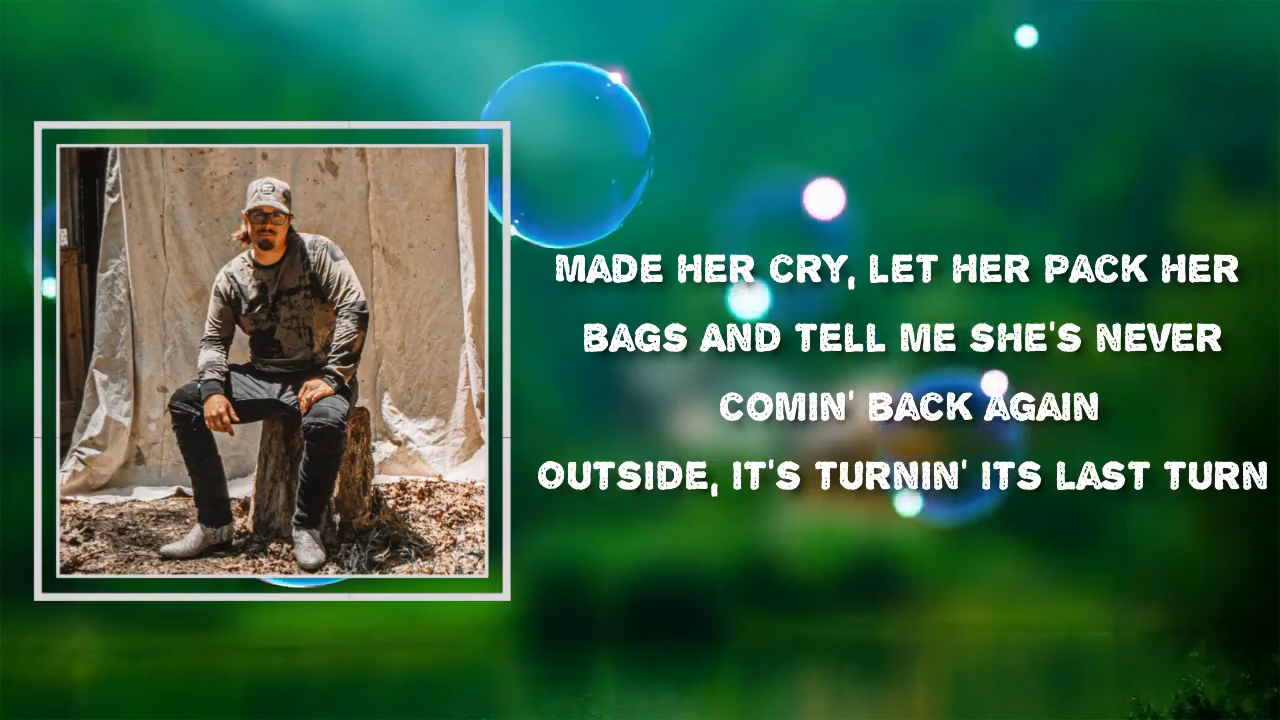 MADE HER CRY, LET HER PACK HER
BAGS AND TELL ME SHE'S NEVER
COMIN' BACK AGAIN
OUTSIDE, IT'S TURNIN' ITS LAST TURN